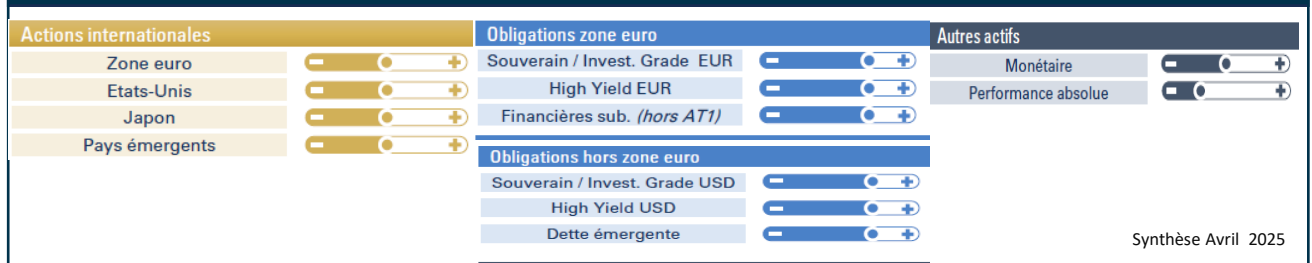 Actions internationales
Zone euro
Etats-Unis
Japon
Pays émergents
Obligations zone euro
Souverain / Invest. Grade EUR
High Yield EUR
Financières sub. (hors AT1)
Obligations hors zone euro
Souverain / Invest. Grade USD
High Yield USD
Dette émergente
Autres actifs
Monétaire
Performance absolue
Synthèse Avril 2025